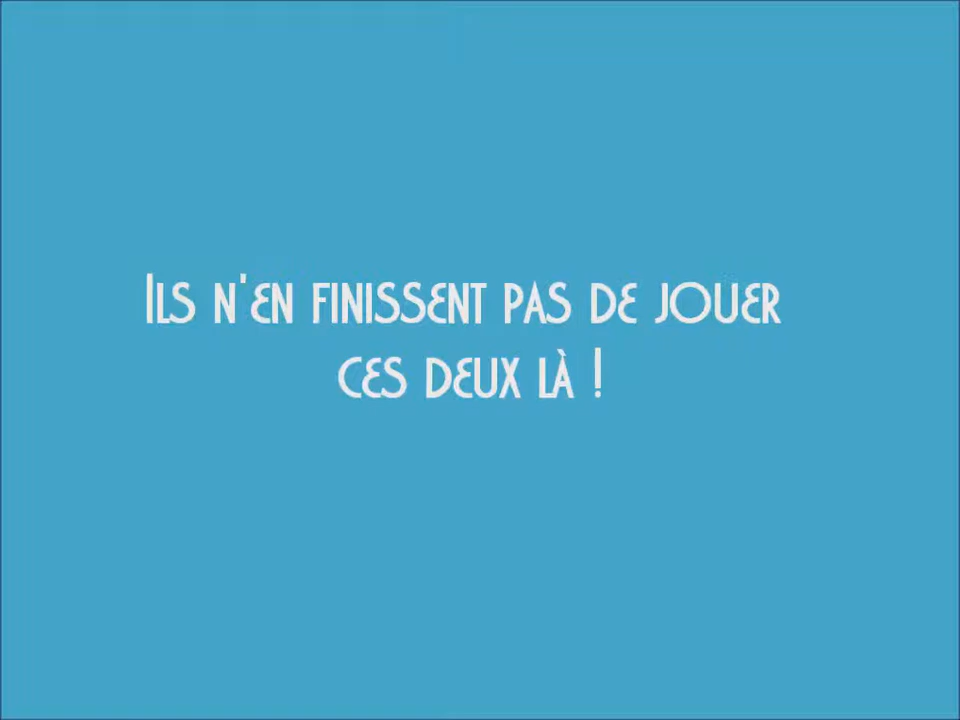 Ils n'en finissent pas de jouer
ces deux là !